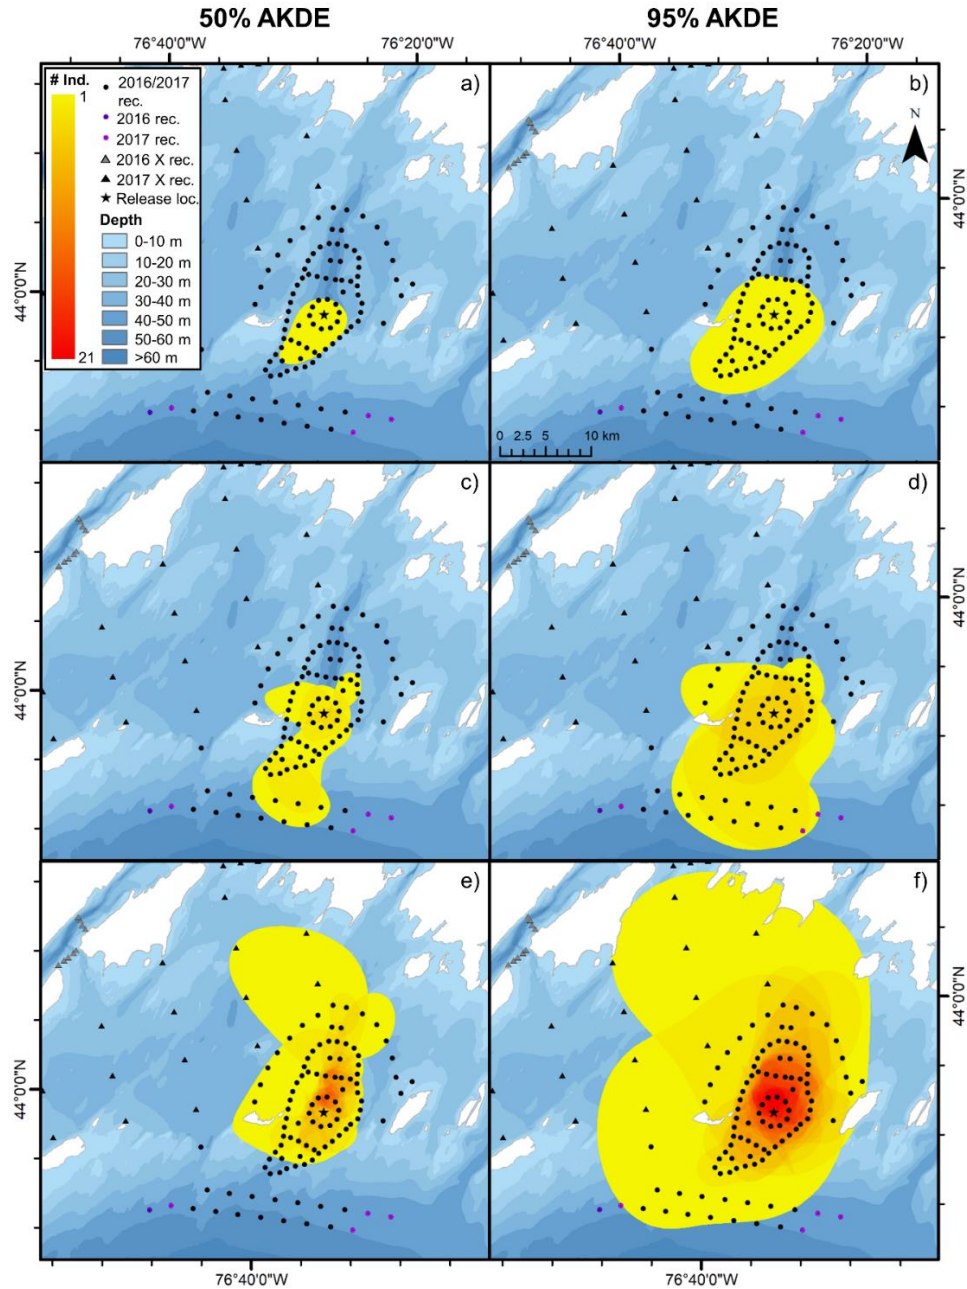 50% AKDE 95% AKDE
76°40'0"W 76°20'0"W 76°40'0"W 76°20'0"W
a) b)
# Ind.
1
21
2016/2017
rec.
2016 rec.
2017 rec.
2016 X rec.
2017 X rec.
Release loc.
Depth
0-10 m
10-20 m
20-30 m
30-40 m
40-50 m
50-60 m
>60 m
N
44°0'0"N
44°0'0"N
0 2.5 5 10 km
c) d)
44°0'0"N
44°0'0"N
e) f)
44°0'0"N
44°0'0"N
76°40'0"W 76°40'0"W